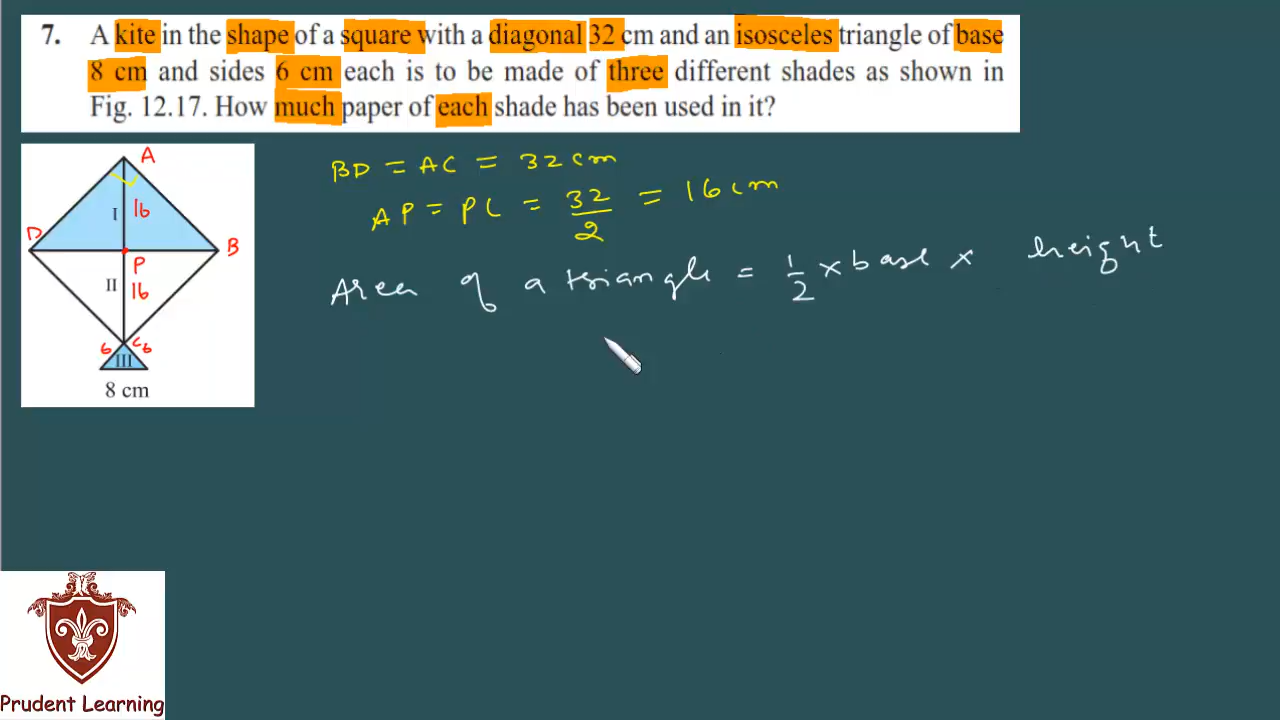 7. A kite in the shape of a square with a diagonal 32 cm and an isosceles triangle of base
8 cm and sides 6 cm each is to be made of three different shades as shown in
Fig. 12.17. How much paper of each shade has been used in it?
BD = AC = 32 cm
AP = PC = 32/2 = 16 cm
Area of a triangle = 1/2 × base × height
A
I 16
D
B
P
II 16
6 C 6
III
8 cm
Prudent Learning